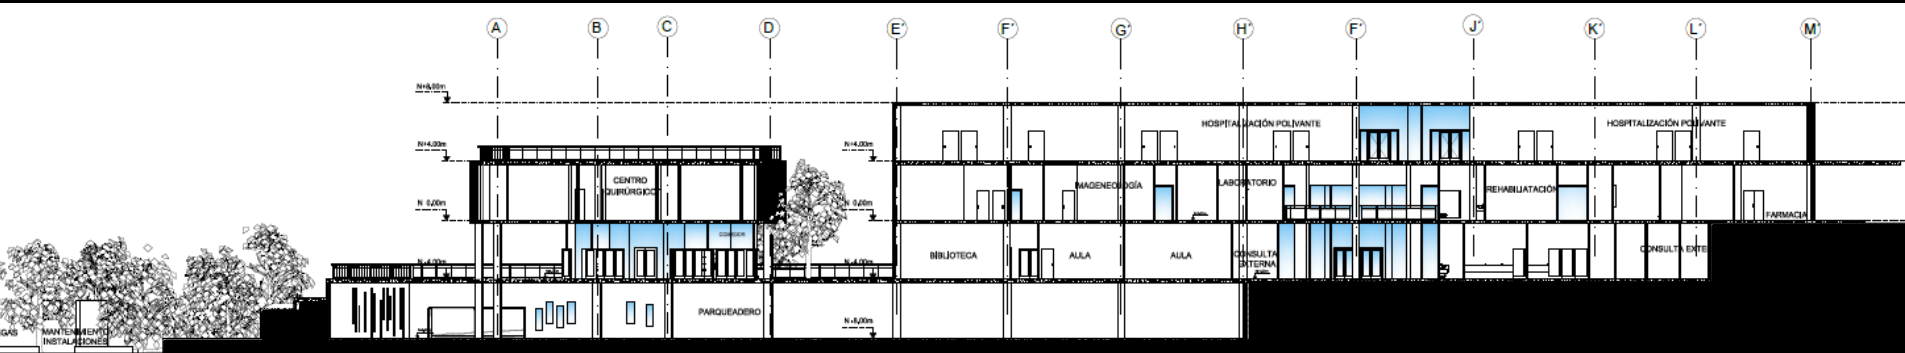 A B C D E´ F´ G´ H´ F´ J´ K´ L´ M´
N+8,00m
HOSPITALIZACIÓN POLIVANTE HOSPITALIZACIÓN POLIVANTE
N+4,00m N+4,00m
CENTRO
QUIRÚRGICO
IMAGENEOLOGÍA LABORATORIO REHABILIATACIÓN
N 0,00m N 0,00m
FARMACIA
COMEDOR
BIBLIOTECA AULA AULA CONSULTA
EXTERNA
CONSULTA EXTE
N-4,00m N-4,00m
PARQUEADERO
N -8,00m
GAS MANTENIMIENTO
INSTALACIONES